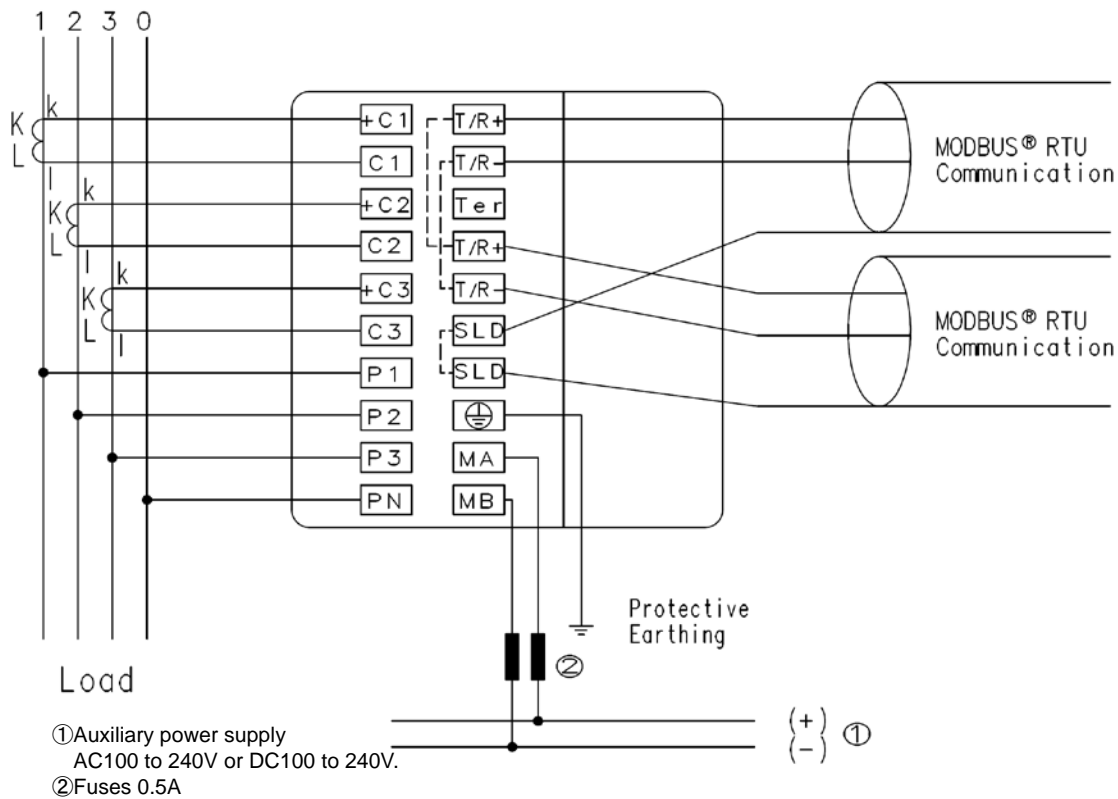 1 2 3 0
K k
L l
K k
L l
K k
L l
+C1 T/R+
C1 T/R-
+C2 Ter
C2 T/R+
+C3 T/R-
C3 SLD
P1 SLD
P2
P3 MA
PN MB
MODBUS® RTU
Communication
MODBUS® RTU
Communication
Protective
Earthing
②
Load
(+)
(-) ①
①Auxiliary power supply
AC100 to 240V or DC100 to 240V.
②Fuses 0.5A